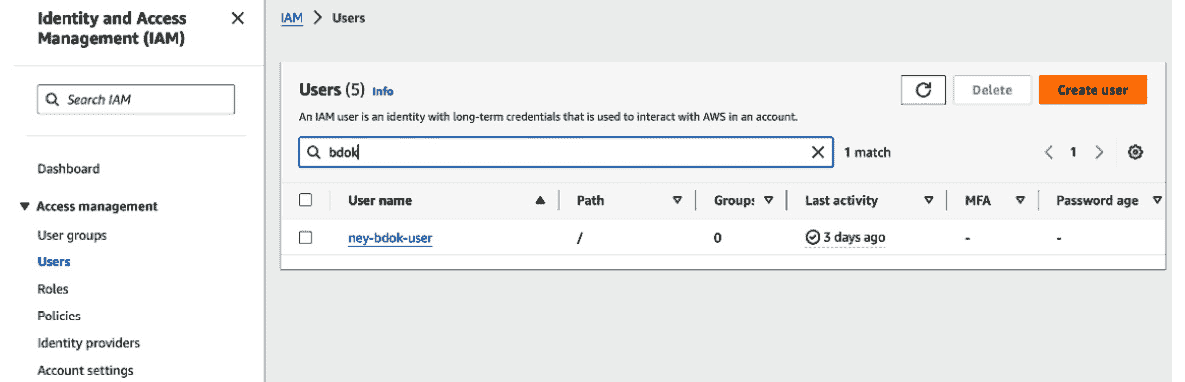 Identity and Access
Management (IAM)
Search IAM
Dashboard
Access management
User groups
Users
Roles
Policies
Identity providers
Account settings
IAM > Users
Users (5) Info
Delete
Create user
An IAM user is an identity with long-term credentials that is used to interact with AWS in an account.
bdok
1 match
1
User name Path Group: Last activity MFA Password age
ney-bdok-user / 0 3 days ago - -